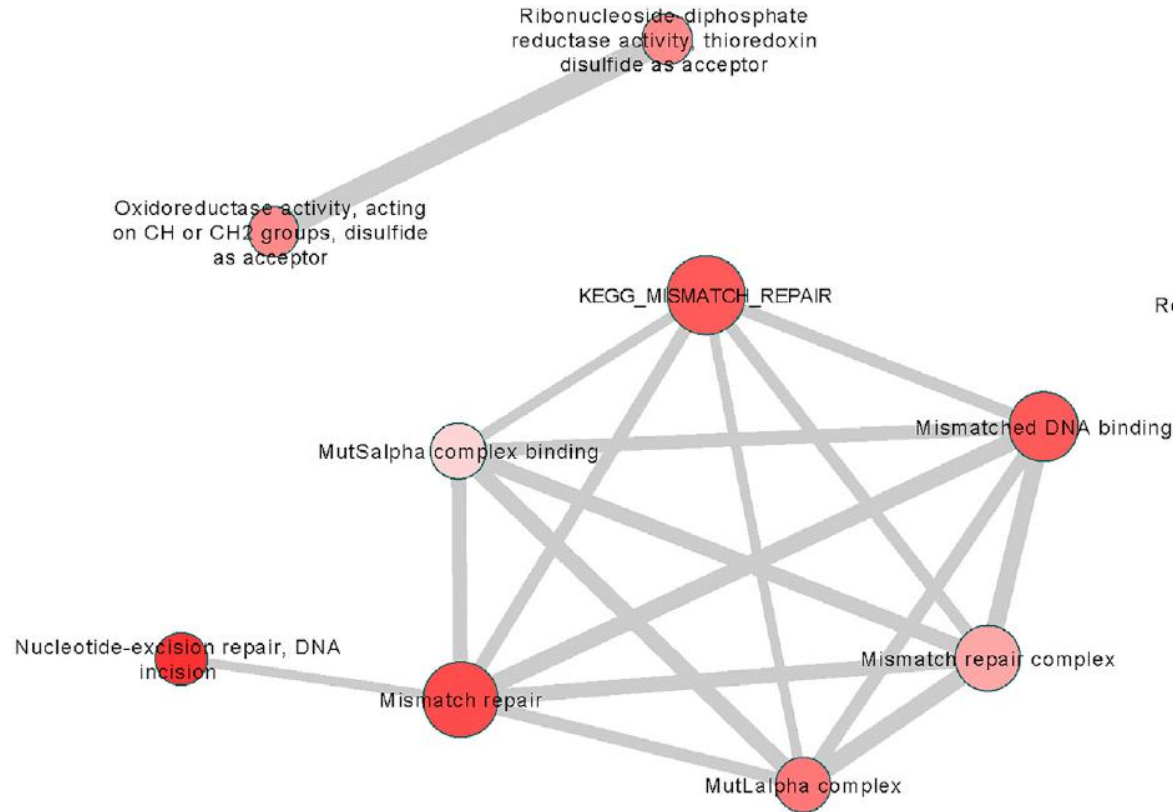 Ribonucleoside-diphosphate
reductase activity, thioredoxin
disulfide as acceptor
Oxidoreductase activity, acting
on CH or CH2 groups, disulfide
as acceptor
KEGG_MISMATCH_REPAIR
Mismatched DNA binding
MutSalpha complex binding
Nucleotide-excision repair, DNA
incision
Mismatch repair complex
Mismatch repair
MutLalpha complex